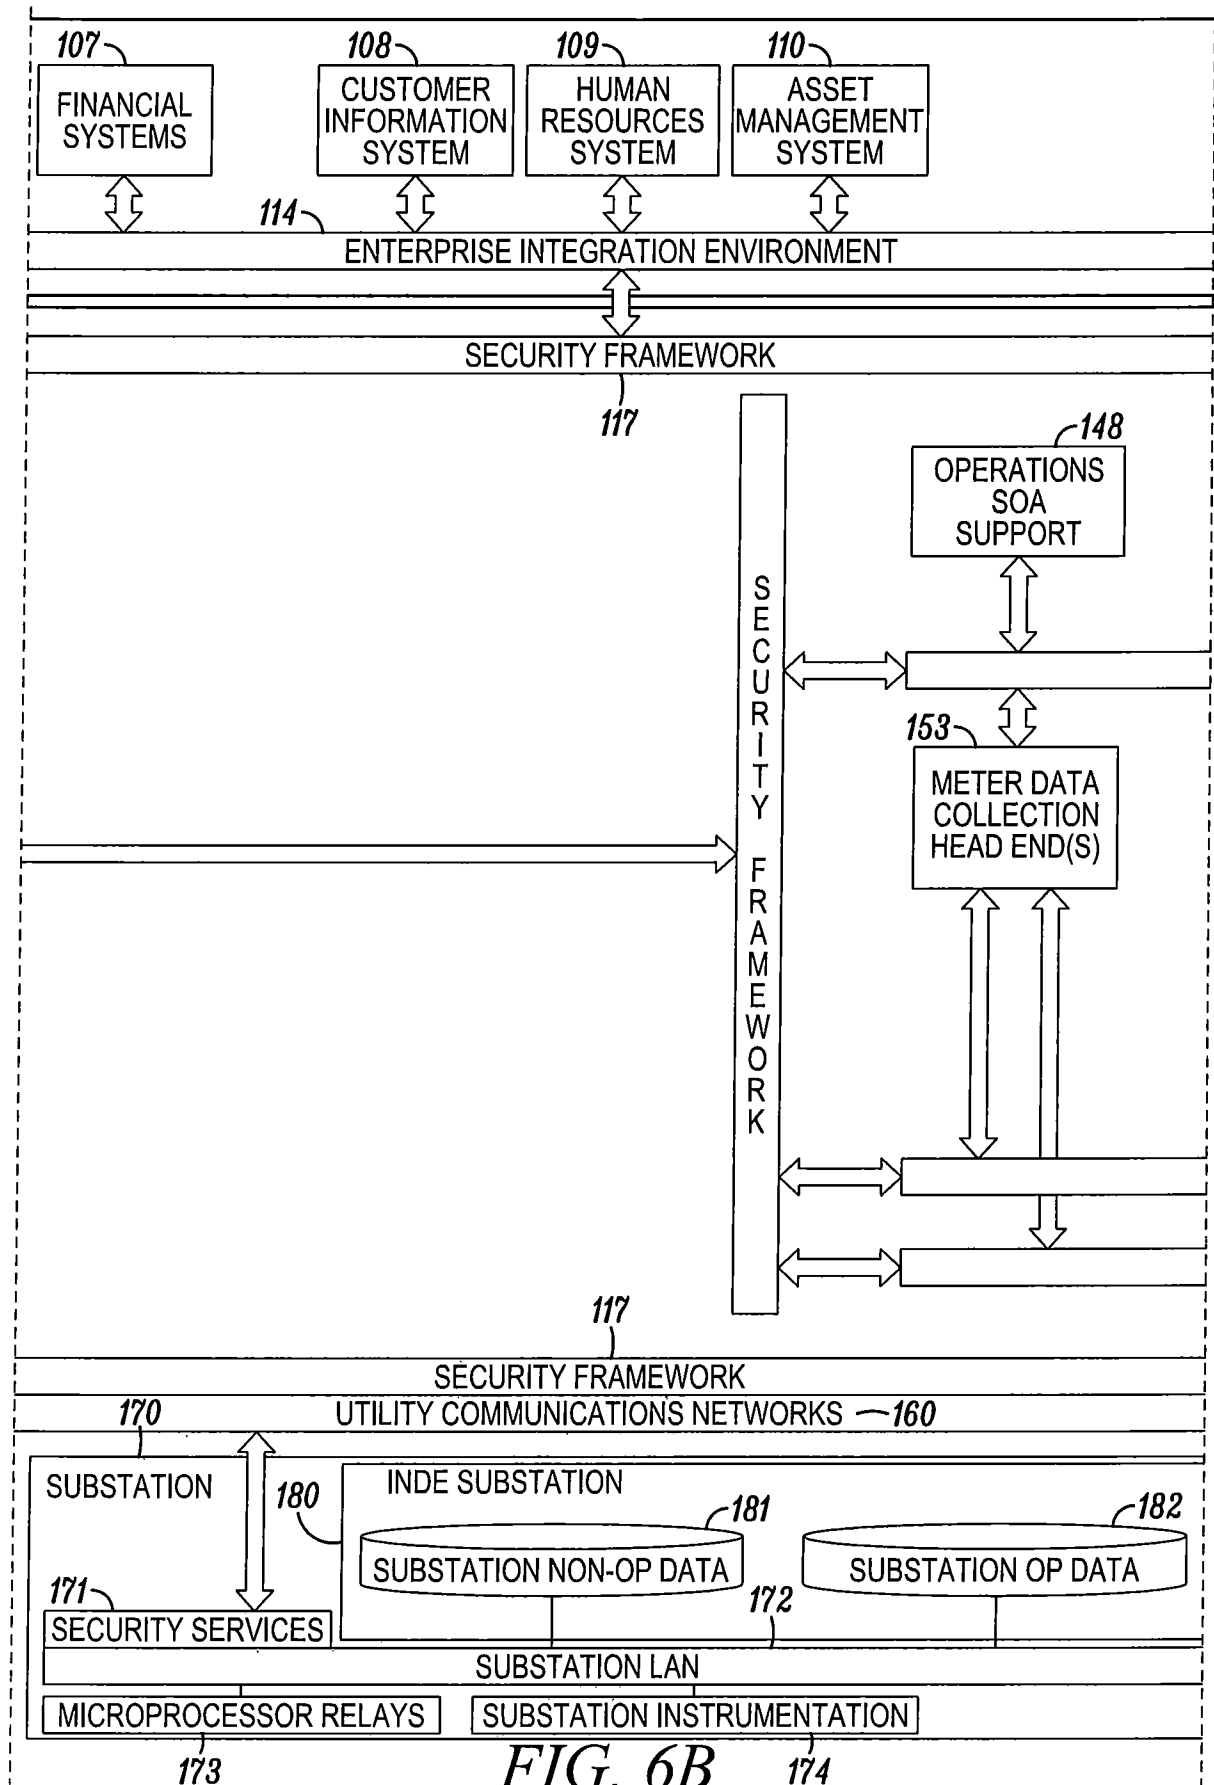 107
108
109
110
FINANCIAL
SYSTEMS
CUSTOMER
INFORMATION
SYSTEM
HUMAN
RESOURCES
SYSTEM
ASSET
MANAGEMENT
SYSTEM
114
ENTERPRISE INTEGRATION ENVIRONMENT
SECURITY FRAMEWORK
117
148
OPERATIONS
SOA
SUPPORT
SECURITY FRAMEWORK
153
METER DATA
COLLECTION
HEAD END(S)
117
SECURITY FRAMEWORK
170
UTILITY COMMUNICATIONS NETWORKS 160
SUBSTATION
180
INDE SUBSTATION
181
182
SUBSTATION NON-OP DATA
SUBSTATION OP DATA
171
172
SECURITY SERVICES
SUBSTATION LAN
MICROPROCESSOR RELAYS
SUBSTATION INSTRUMENTATION
173
FIG. 6B
174